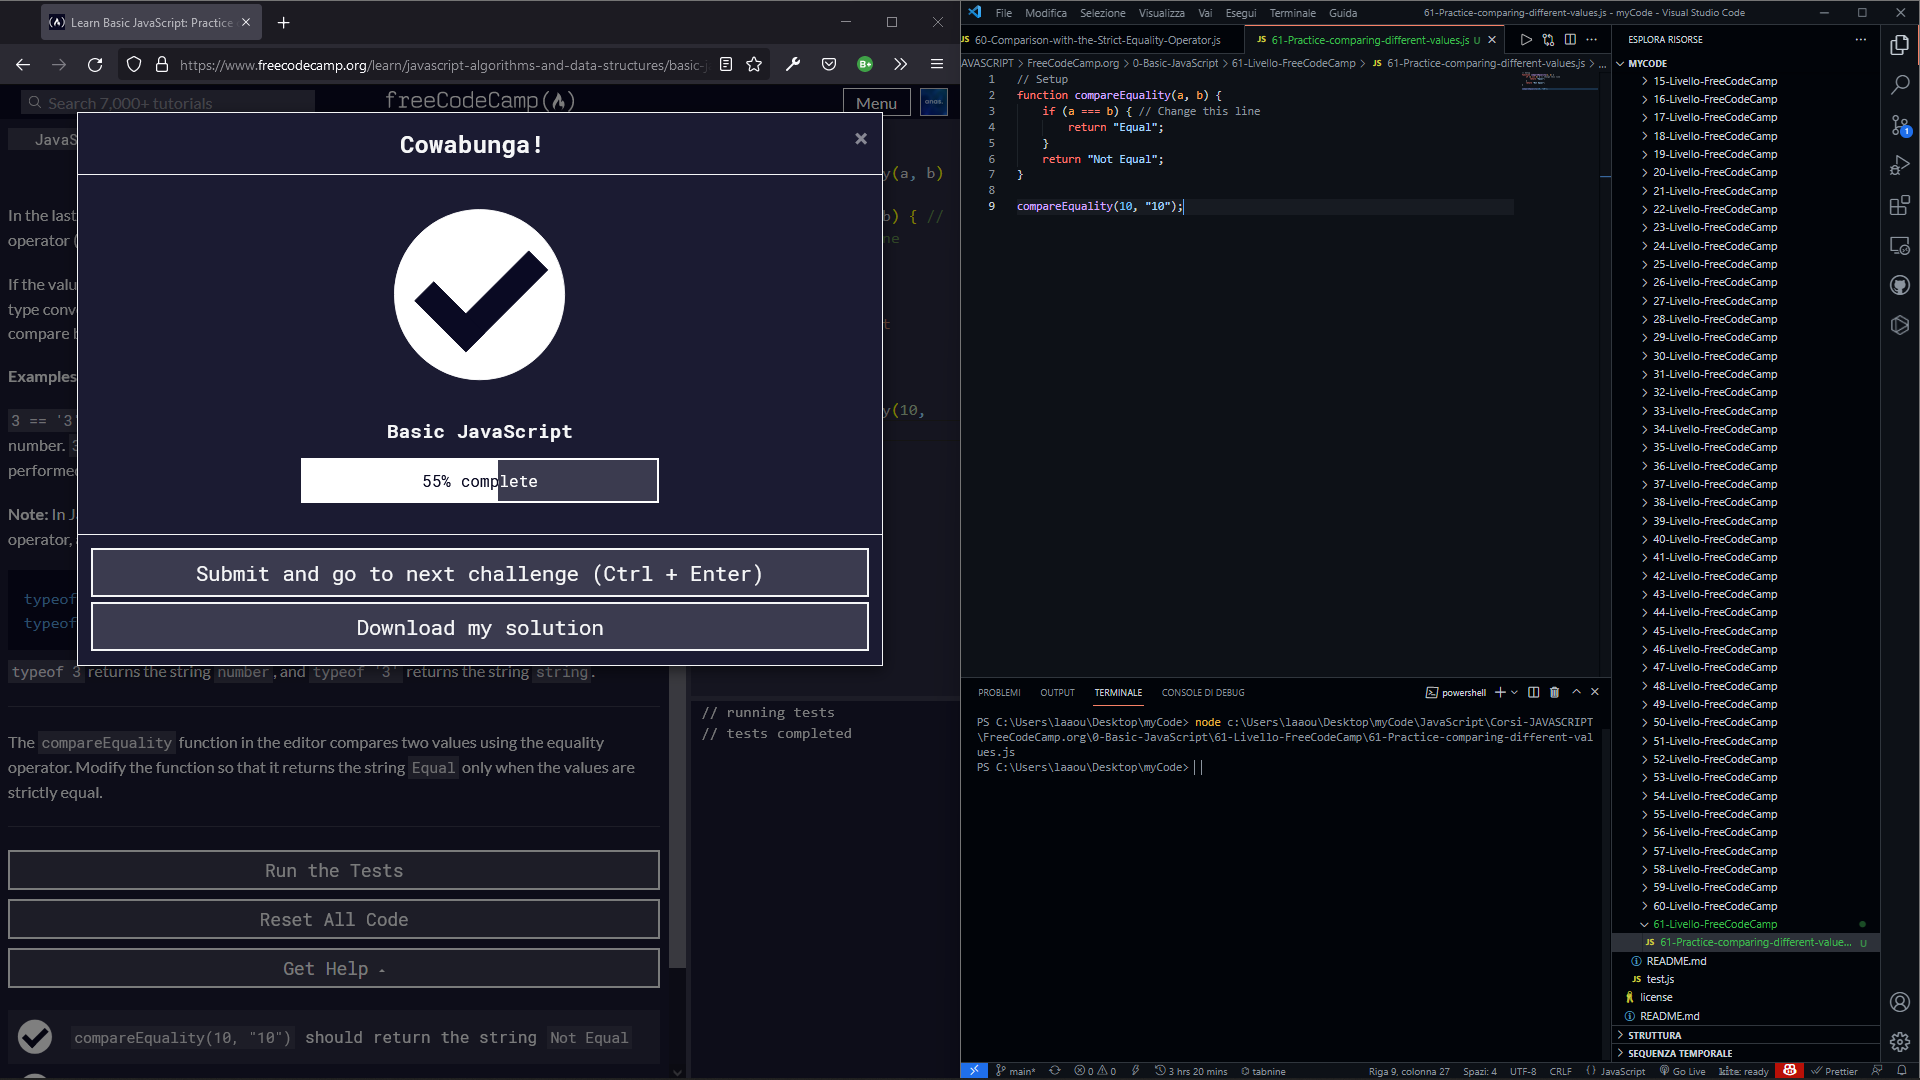 Learn Basic JavaScript: Practice
https://www.freecodecamp.org/learn/javascript-algorithms-and-data-structures/basic-j
Search 7,000+ tutorials
freeCodeCamp
Menu
JavaS
Cowabunga!
×
y(a, b)
In the last
operator (
b) { //
ne
If the valu
type conv
compare b
t
Examples
3 == '3'
y(10,
number. 3
performed
Basic JavaScript
55% complete
Note: In J
operator,
Submit and go to next challenge (Ctrl + Enter)
typeof
typeof
Download my solution
typeof 3 returns the string number, and typeof '3' returns the string string.
// running tests
// tests completed
The compareEquality function in the editor compares two values using the equality
operator. Modify the function so that it returns the string Equal only when the values are
strictly equal.
Run the Tests
Reset All Code
Get Help
compareEquality(10, "10") should return the string Not Equal
File Modifica Selezione Visualizza Vai Esegui Terminale Guida
61-Practice-comparing-different-values.js - myCode - Visual Studio Code
JS 60-Comparison-with-the-Strict-Equality-Operator.js
JS 61-Practice-comparing-different-values.js U
AVASCRIPT > FreeCodeCamp.org > 0-Basic-JavaScript > 61-Livello-FreeCodeCamp > JS 61-Practice-comparing-different-values.js > ...
1 // Setup
2 function compareEquality(a, b) {
3 if (a === b) { // Change this line
4 return "Equal";
5 }
6 return "Not Equal";
7 }
8
9 compareEquality(10, "10");
PROBLEMI OUTPUT TERMINALE CONSOLE DI DEBUG
powershell
PS C:\Users\laaou\Desktop\myCode> node c:\Users\laaou\Desktop\myCode\JavaScript\Corsi-JAVASCRIPT
\FreeCodeCamp.org\0-Basic-JavaScript\61-Livello-FreeCodeCamp\61-Practice-comparing-different-val
ues.js
PS C:\Users\laaou\Desktop\myCode>
ESPLORA RISORSE
MYCODE
15-Livello-FreeCodeCamp
16-Livello-FreeCodeCamp
17-Livello-FreeCodeCamp
18-Livello-FreeCodeCamp
19-Livello-FreeCodeCamp
20-Livello-FreeCodeCamp
21-Livello-FreeCodeCamp
22-Livello-FreeCodeCamp
23-Livello-FreeCodeCamp
24-Livello-FreeCodeCamp
25-Livello-FreeCodeCamp
26-Livello-FreeCodeCamp
27-Livello-FreeCodeCamp
28-Livello-FreeCodeCamp
29-Livello-FreeCodeCamp
30-Livello-FreeCodeCamp
31-Livello-FreeCodeCamp
32-Livello-FreeCodeCamp
33-Livello-FreeCodeCamp
34-Livello-FreeCodeCamp
35-Livello-FreeCodeCamp
36-Livello-FreeCodeCamp
37-Livello-FreeCodeCamp
38-Livello-FreeCodeCamp
39-Livello-FreeCodeCamp
40-Livello-FreeCodeCamp
41-Livello-FreeCodeCamp
42-Livello-FreeCodeCamp
43-Livello-FreeCodeCamp
44-Livello-FreeCodeCamp
45-Livello-FreeCodeCamp
46-Livello-FreeCodeCamp
47-Livello-FreeCodeCamp
48-Livello-FreeCodeCamp
49-Livello-FreeCodeCamp
50-Livello-FreeCodeCamp
51-Livello-FreeCodeCamp
52-Livello-FreeCodeCamp
53-Livello-FreeCodeCamp
54-Livello-FreeCodeCamp
55-Livello-FreeCodeCamp
56-Livello-FreeCodeCamp
57-Livello-FreeCodeCamp
58-Livello-FreeCodeCamp
59-Livello-FreeCodeCamp
60-Livello-FreeCodeCamp
61-Livello-FreeCodeCamp
JS 61-Practice-comparing-different-value... U
README.md
JS test.js
license
README.md
STRUTTURA
SEQUENZA TEMPORALE
1
main* 0 0 3 hrs 20 mins tabnine
Riga 9, colonna 27 Spazi: 4 UTF-8 CRLF { } JavaScript Go Live kite: ready Prettier